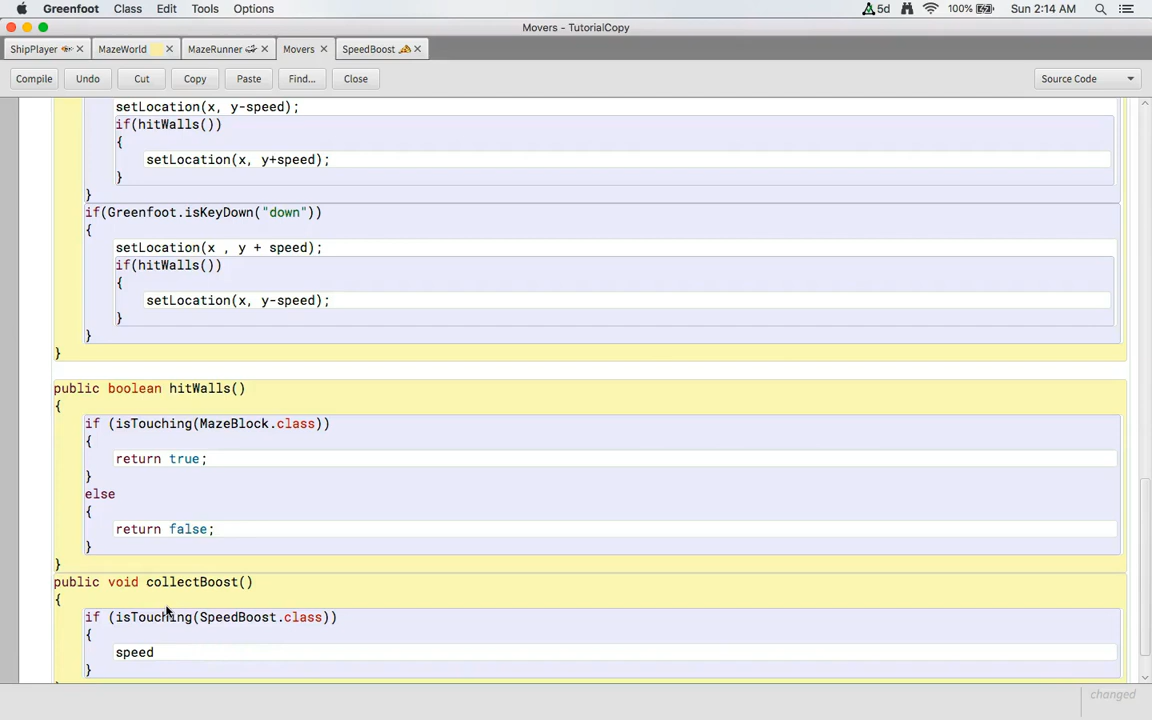 Greenfoot Class Edit Tools Options 5d 100% Sun 2:14 AM
Movers - TutorialCopy
ShipPlayer MazeWorld MazeRunner Movers SpeedBoost
Compile Undo Cut Copy Paste Find... Close Source Code
setLocation(x, y-speed);
if(hitWalls())
{
setLocation(x, y+speed);
}
}
if(Greenfoot.isKeyDown("down"))
{
setLocation(x , y + speed);
if(hitWalls())
{
setLocation(x, y-speed);
}
}
}
public boolean hitWalls()
{
if (isTouching(MazeBlock.class))
{
return true;
}
else
{
return false;
}
}
public void collectBoost()
{
if (isTouching(SpeedBoost.class))
{
speed
}
changed